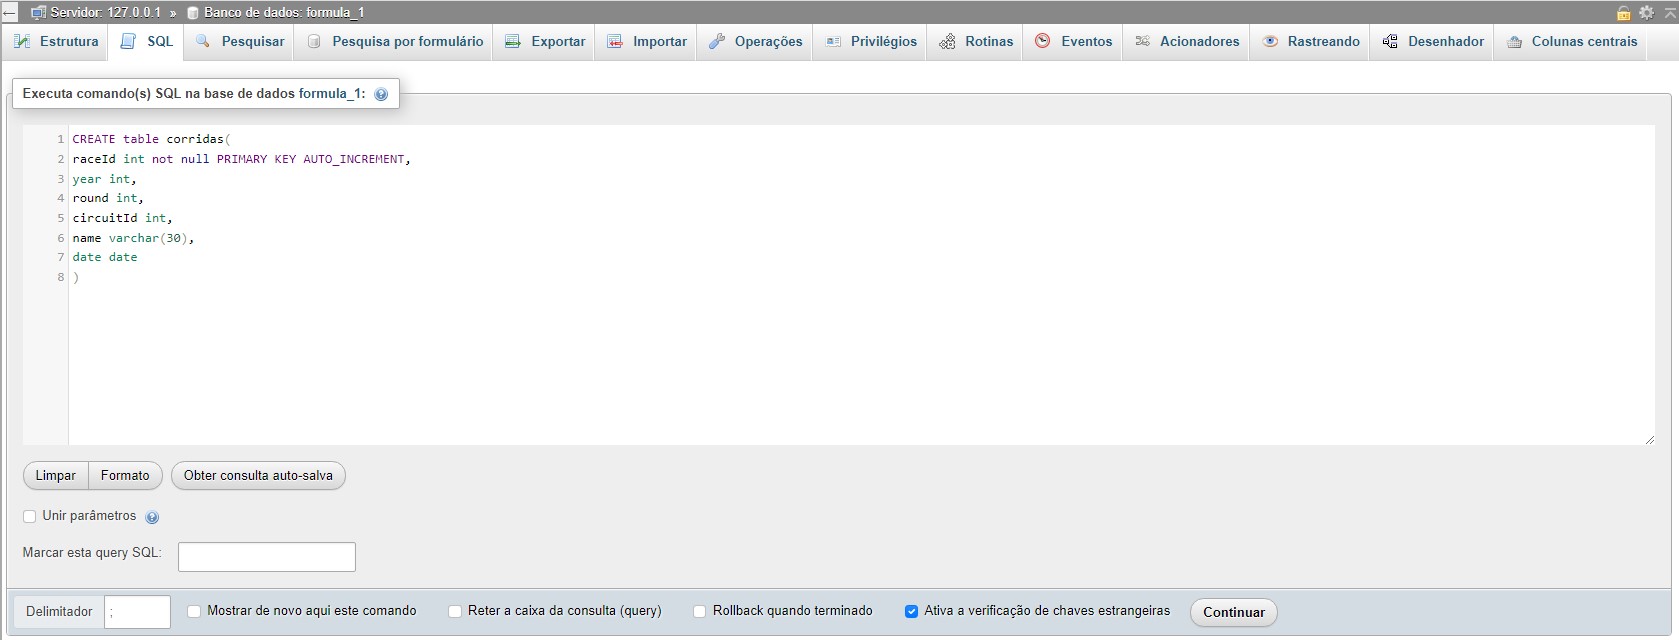 Servidor: 127.0.0.1 » Banco de dados: formula_1
Estrutura SQL Pesquisar Pesquisa por formulário Exportar Importar Operações Privilégios Rotinas Eventos Acionadores Rastreando Desenhador Colunas centrais
Executa comando(s) SQL na base de dados formula_1:
1 CREATE table corridas(
2 raceId int not null PRIMARY KEY AUTO_INCREMENT,
3 year int,
4 round int,
5 circuitId int,
6 name varchar(30),
7 date date
8 )
Limpar Formato Obter consulta auto-salva
Unir parâmetros
Marcar esta query SQL:
Delimitador ; Mostrar de novo aqui este comando Reter a caixa da consulta (query) Rollback quando terminado Ativa a verificação de chaves estrangeiras Continuar